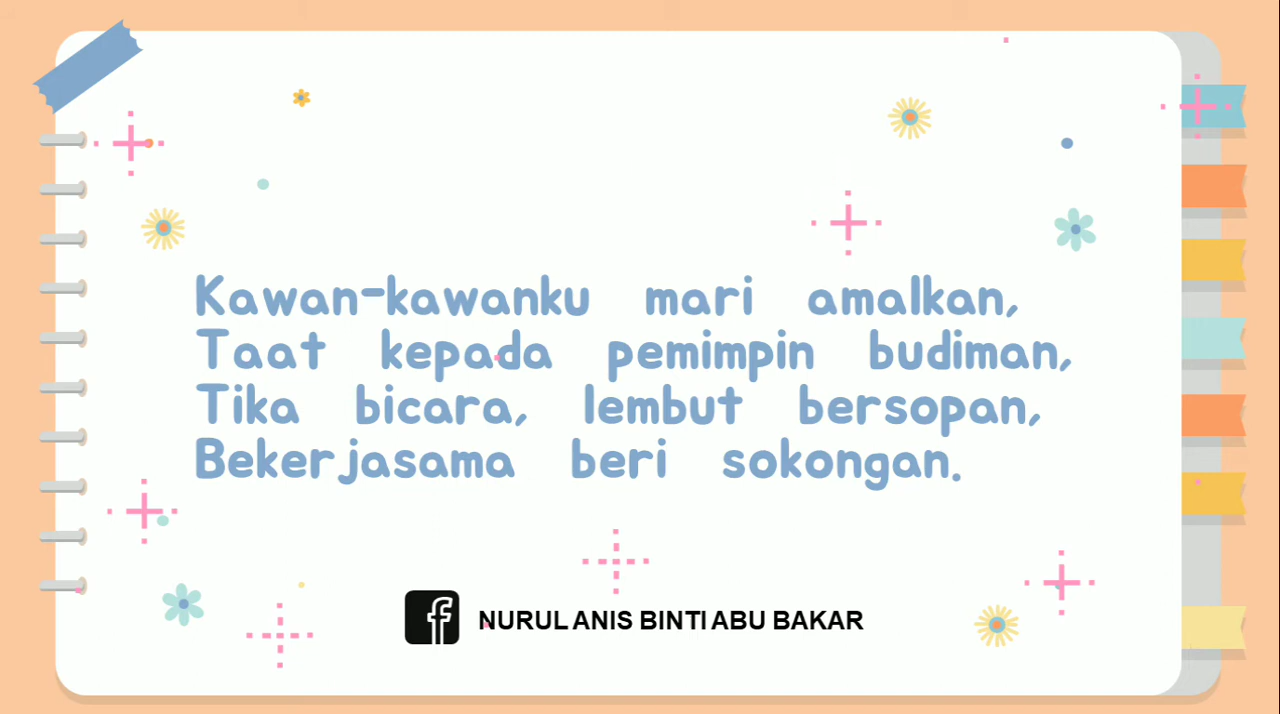 Kawan-kawanku mari amalkan,
Taat kepada pemimpin budiman,
Tika bicara, lembut bersopan,
Bekerjasama beri sokongan.
NURUL ANIS BINTI ABU BAKAR